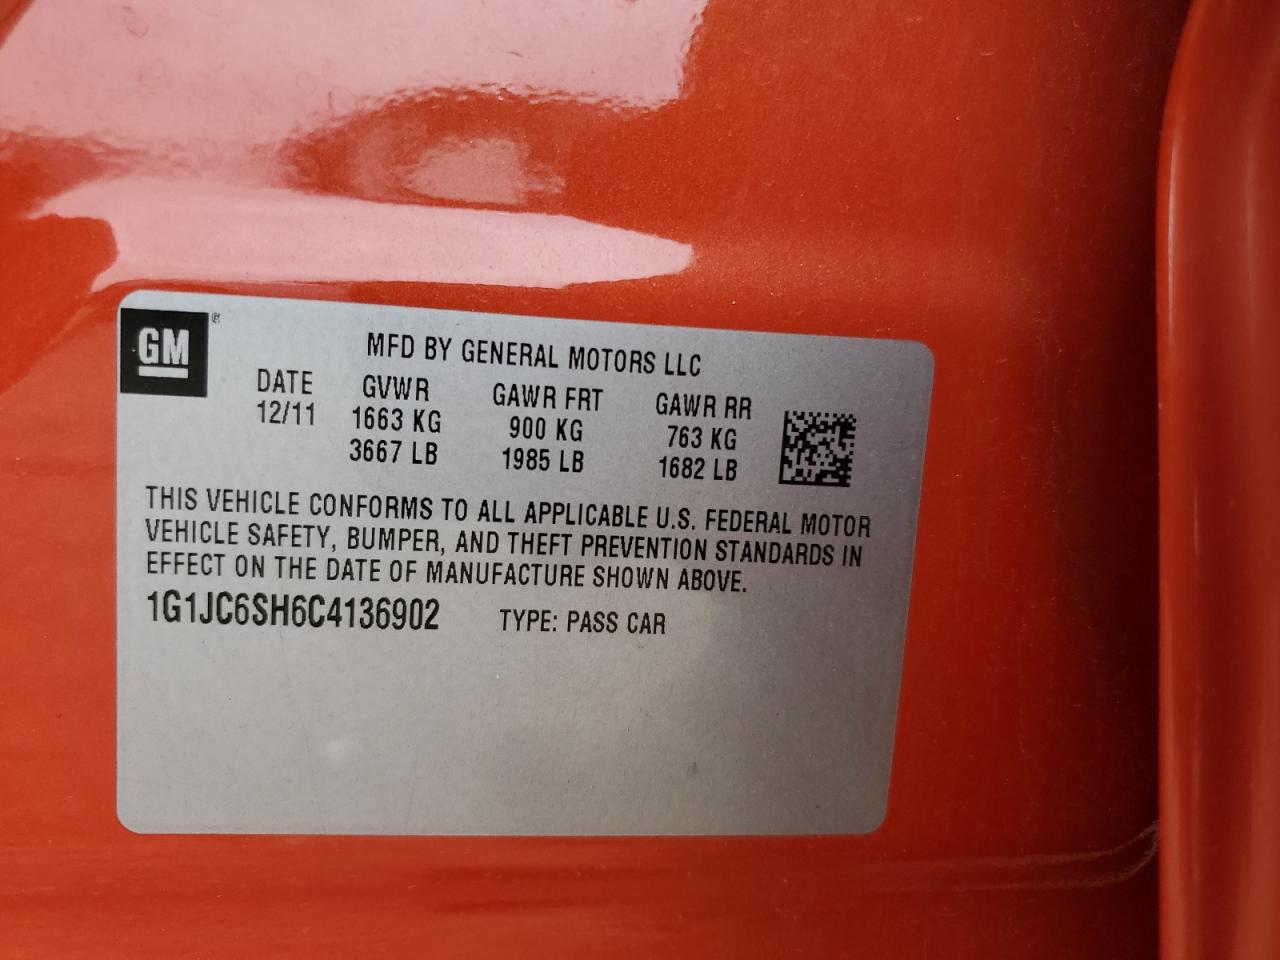 GM
MFD BY GENERAL MOTORS LLC
DATE GVWR GAWR FRT GAWR RR
12/11 1663 KG 900 KG 763 KG
3667 LB 1985 LB 1682 LB
THIS VEHICLE CONFORMS TO ALL APPLICABLE U.S. FEDERAL MOTOR
VEHICLE SAFETY, BUMPER, AND THEFT PREVENTION STANDARDS IN
EFFECT ON THE DATE OF MANUFACTURE SHOWN ABOVE.
1G1JC6SH6C4136902 TYPE: PASS CAR